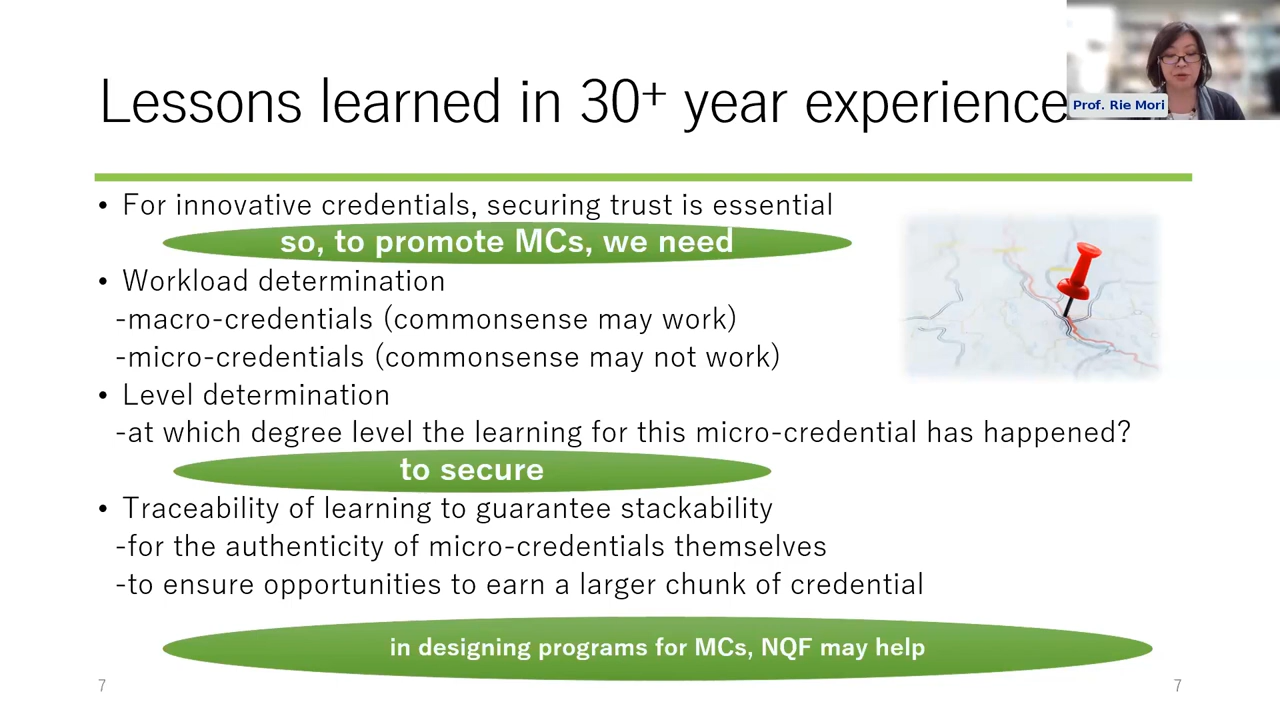 Lessons learned in 30+ year experience
Prof. Rie Mori
• For innovative credentials, securing trust is essential
so, to promote MCs, we need
• Workload determination
-macro-credentials (commonsense may work)
-micro-credentials (commonsense may not work)
• Level determination
-at which degree level the learning for this micro-credential has happened?
to secure
• Traceability of learning to guarantee stackability
-for the authenticity of micro-credentials themselves
-to ensure opportunities to earn a larger chunk of credential
in designing programs for MCs, NQF may help
7
7